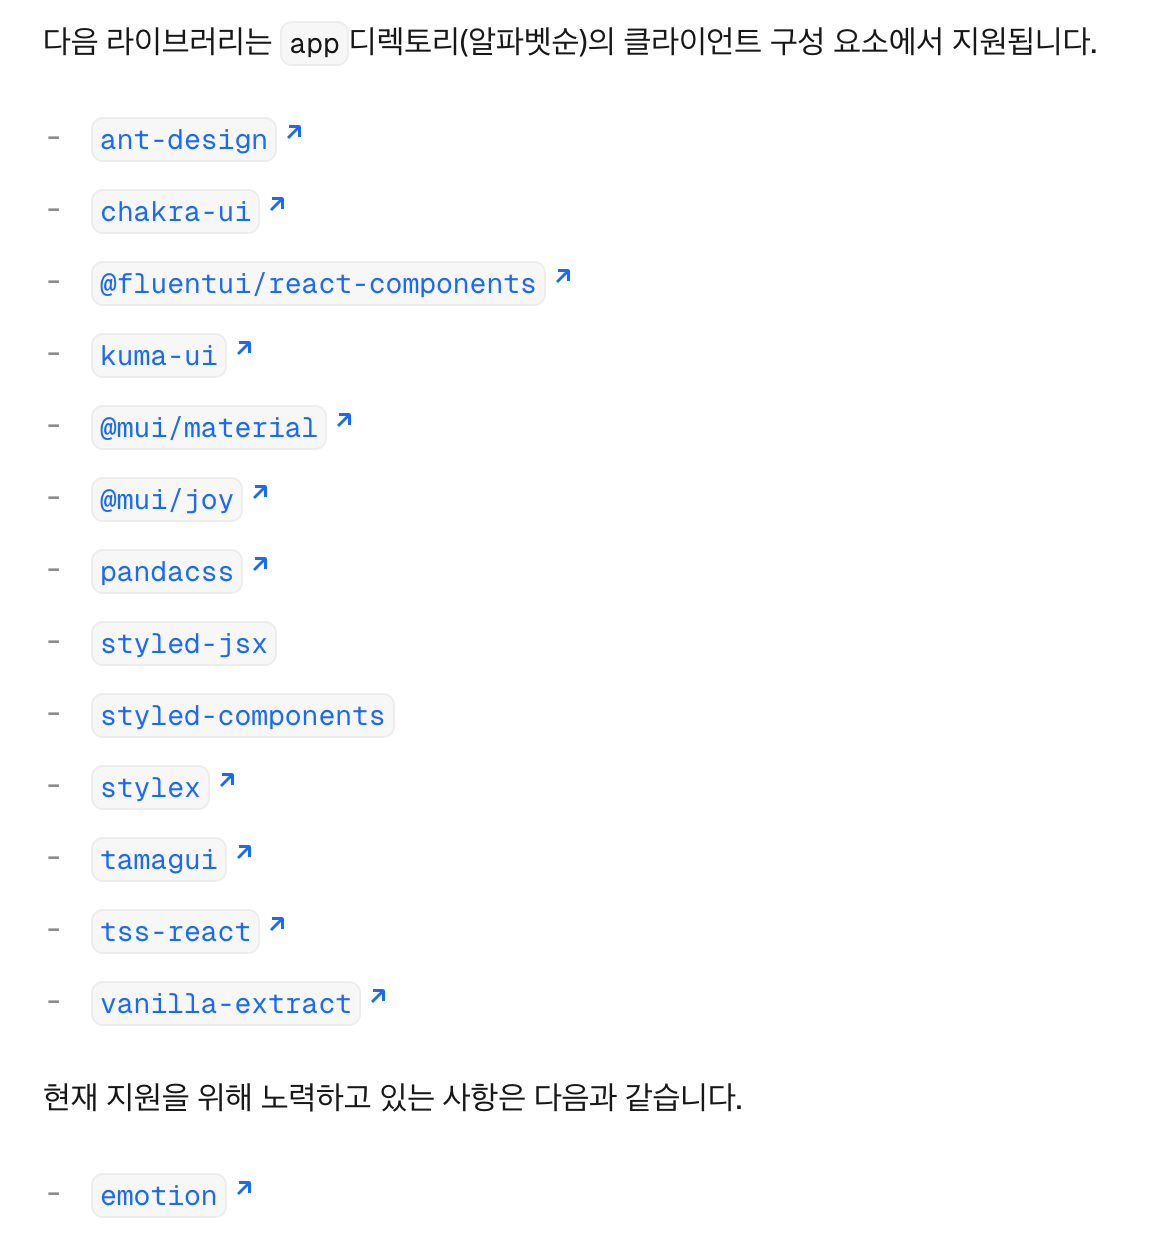 다음 라이브러리는 app 디렉토리(알파벳순)의 클라이언트 구성 요소에서 지원됩니다.
- ant-design ↗
- chakra-ui ↗
- @fluentui/react-components ↗
- kuma-ui ↗
- @mui/material ↗
- @mui/joy ↗
- pandacss ↗
- styled-jsx
- styled-components
- stylex ↗
- tamagui ↗
- tss-react ↗
- vanilla-extract ↗
현재 지원을 위해 노력하고 있는 사항은 다음과 같습니다.
- emotion ↗